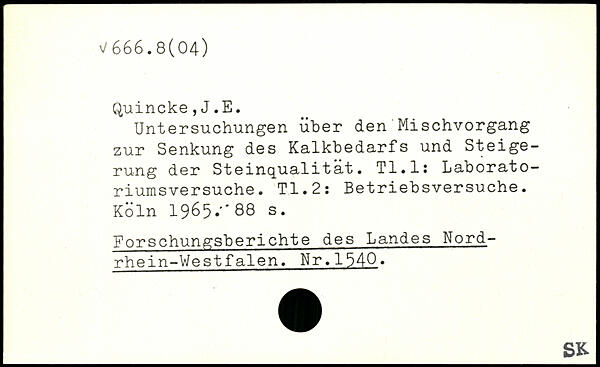 v 666.8(04)
Quincke,J.E.
Untersuchungen über den Mischvorgang
zur Senkung des Kalkbedarfs und Steige-
rung der Steinqualität. Tl.1: Laborato-
riumsversuche. Tl.2: Betriebsversuche.
Köln 1965. 88 s.
Forschungsberichte des Landes Nord-
rhein-Westfalen. Nr.1540.
SK